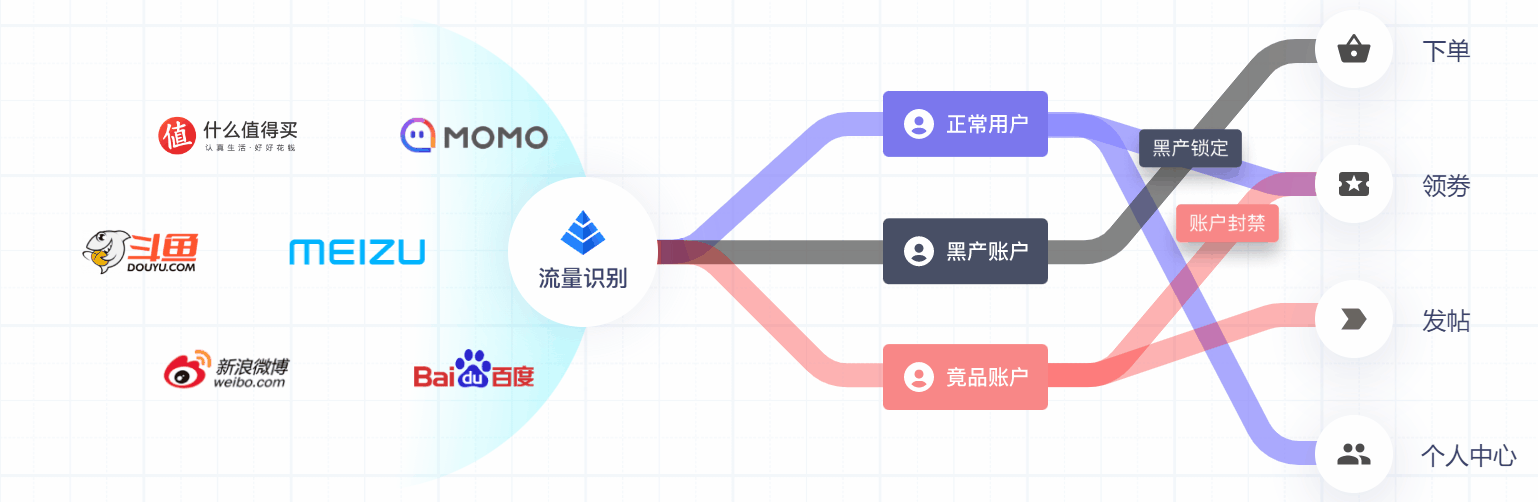 什么值得买
认真生活·好好花钱
MOMO
斗鱼
DOUYU.COM
MEIZU
新浪微博
weibo.com
Bai du 百度
值
流量识别
正常用户
黑产账户
竟品账户
黑产锁定
账户封禁
下单
领券
发帖
个人中心